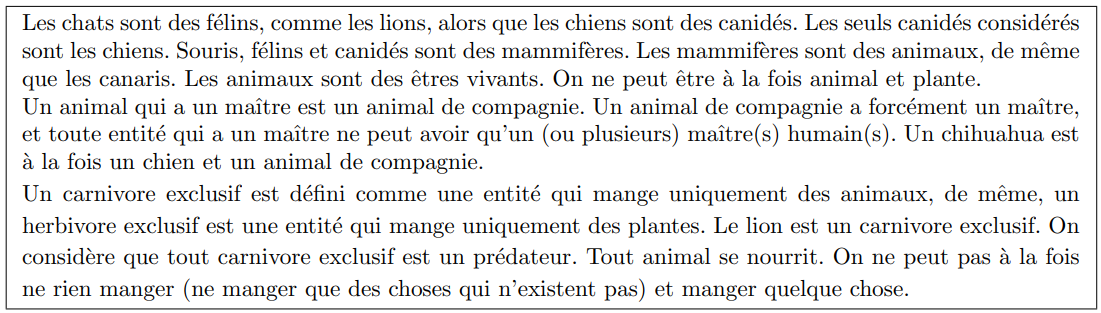 Les chats sont des félins, comme les lions, alors que les chiens sont des canidés. Les seuls canidés considérés
sont les chiens. Souris, félins et canidés sont des mammifères. Les mammifères sont des animaux, de même
que les canaris. Les animaux sont des êtres vivants. On ne peut être à la fois animal et plante.
Un animal qui a un maître est un animal de compagnie. Un animal de compagnie a forcément un maître,
et toute entité qui a un maître ne peut avoir qu'un (ou plusieurs) maître(s) humain(s). Un chihuahua est
à la fois un chien et un animal de compagnie.
Un carnivore exclusif est défini comme une entité qui mange uniquement des animaux, de même, un
herbivore exclusif est une entité qui mange uniquement des plantes. Le lion est un carnivore exclusif. On
considère que tout carnivore exclusif est un prédateur. Tout animal se nourrit. On ne peut pas à la fois
ne rien manger (ne manger que des choses qui n'existent pas) et manger quelque chose.